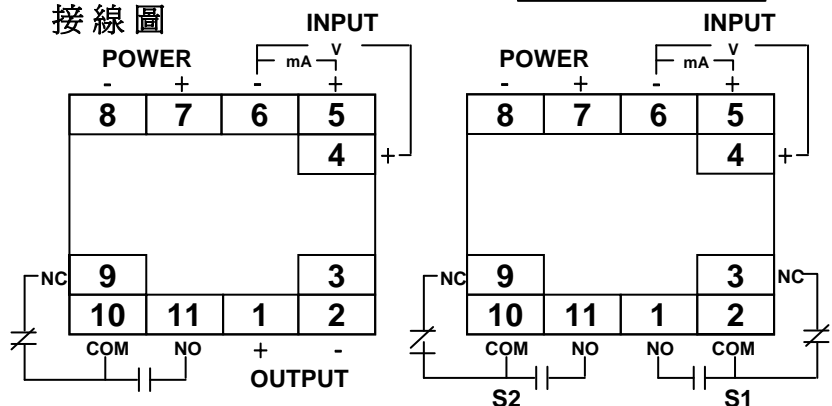 接線圖
INPUT
V
POWER
mA
- + - +
8 7 6 5
4 +
NC 9 3
10 11 1 2
COM NO + -
OUTPUT
INPUT
V
POWER
mA
- + - +
8 7 6 5
4 +
NC 9 3 NC
10 11 1 2
COM NO NO COM
S2 S1